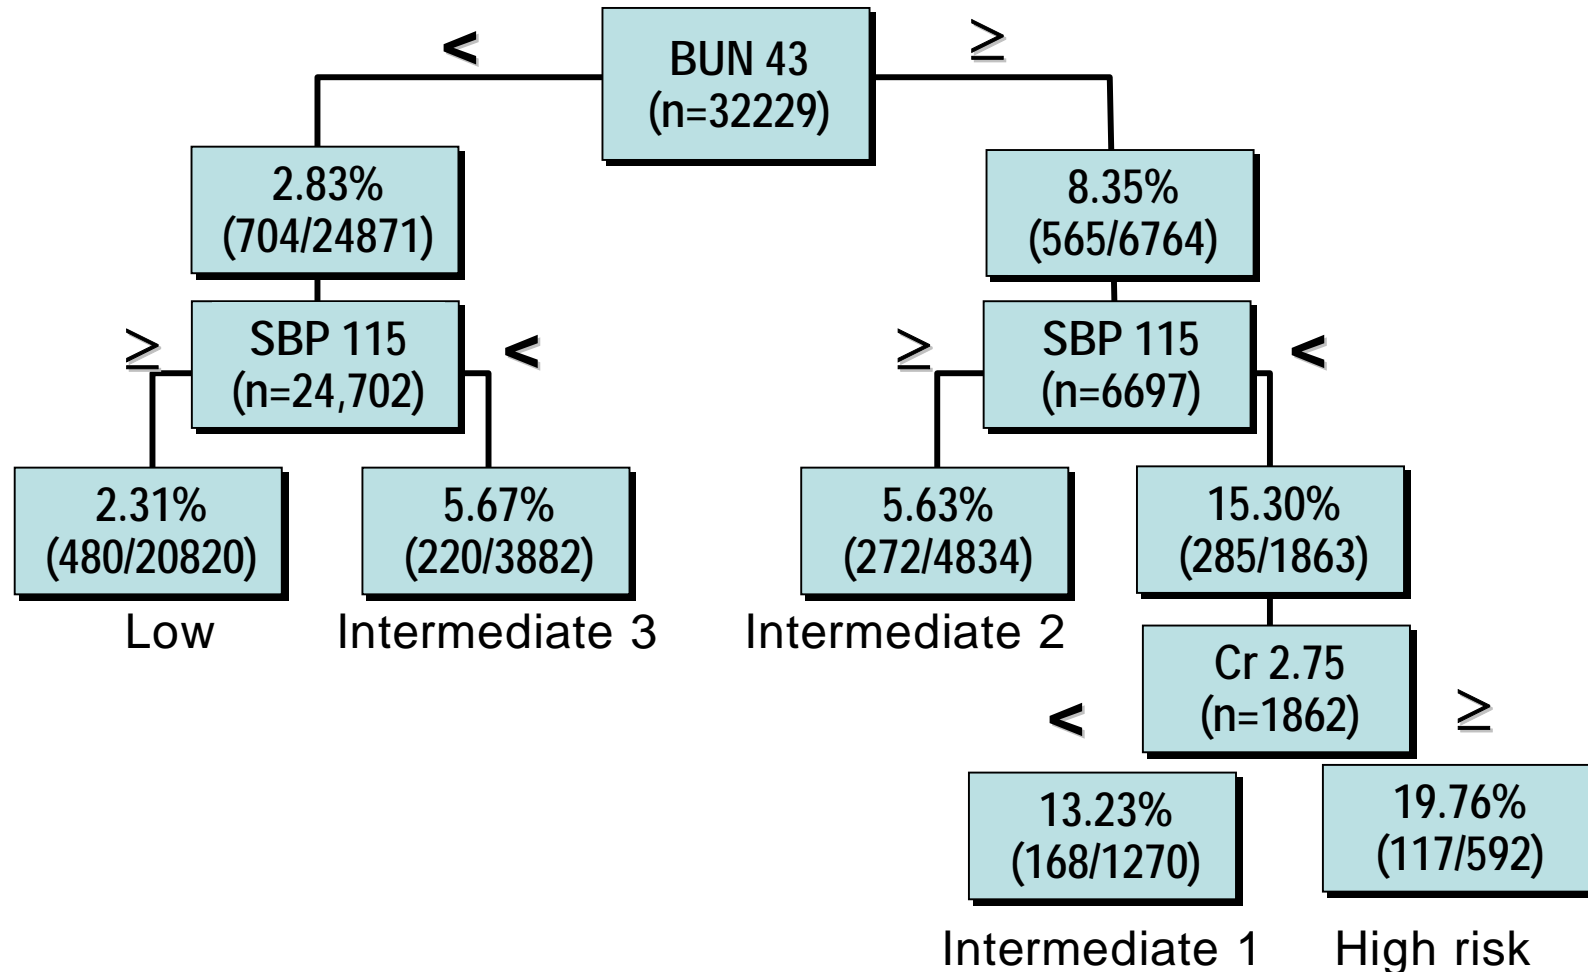 < ≥
BUN 43
(n=32229)
2.83%
(704/24871)
8.35%
(565/6764)
≥ SBP 115 <
(n=24,702)
≥ SBP 115 <
(n=6697)
2.31%
(480/20820)
5.67%
(220/3882)
5.63%
(272/4834)
15.30%
(285/1863)
Low
Intermediate 3
Intermediate 2
Cr 2.75
(n=1862)
< ≥
13.23%
(168/1270)
19.76%
(117/592)
Intermediate 1
High risk